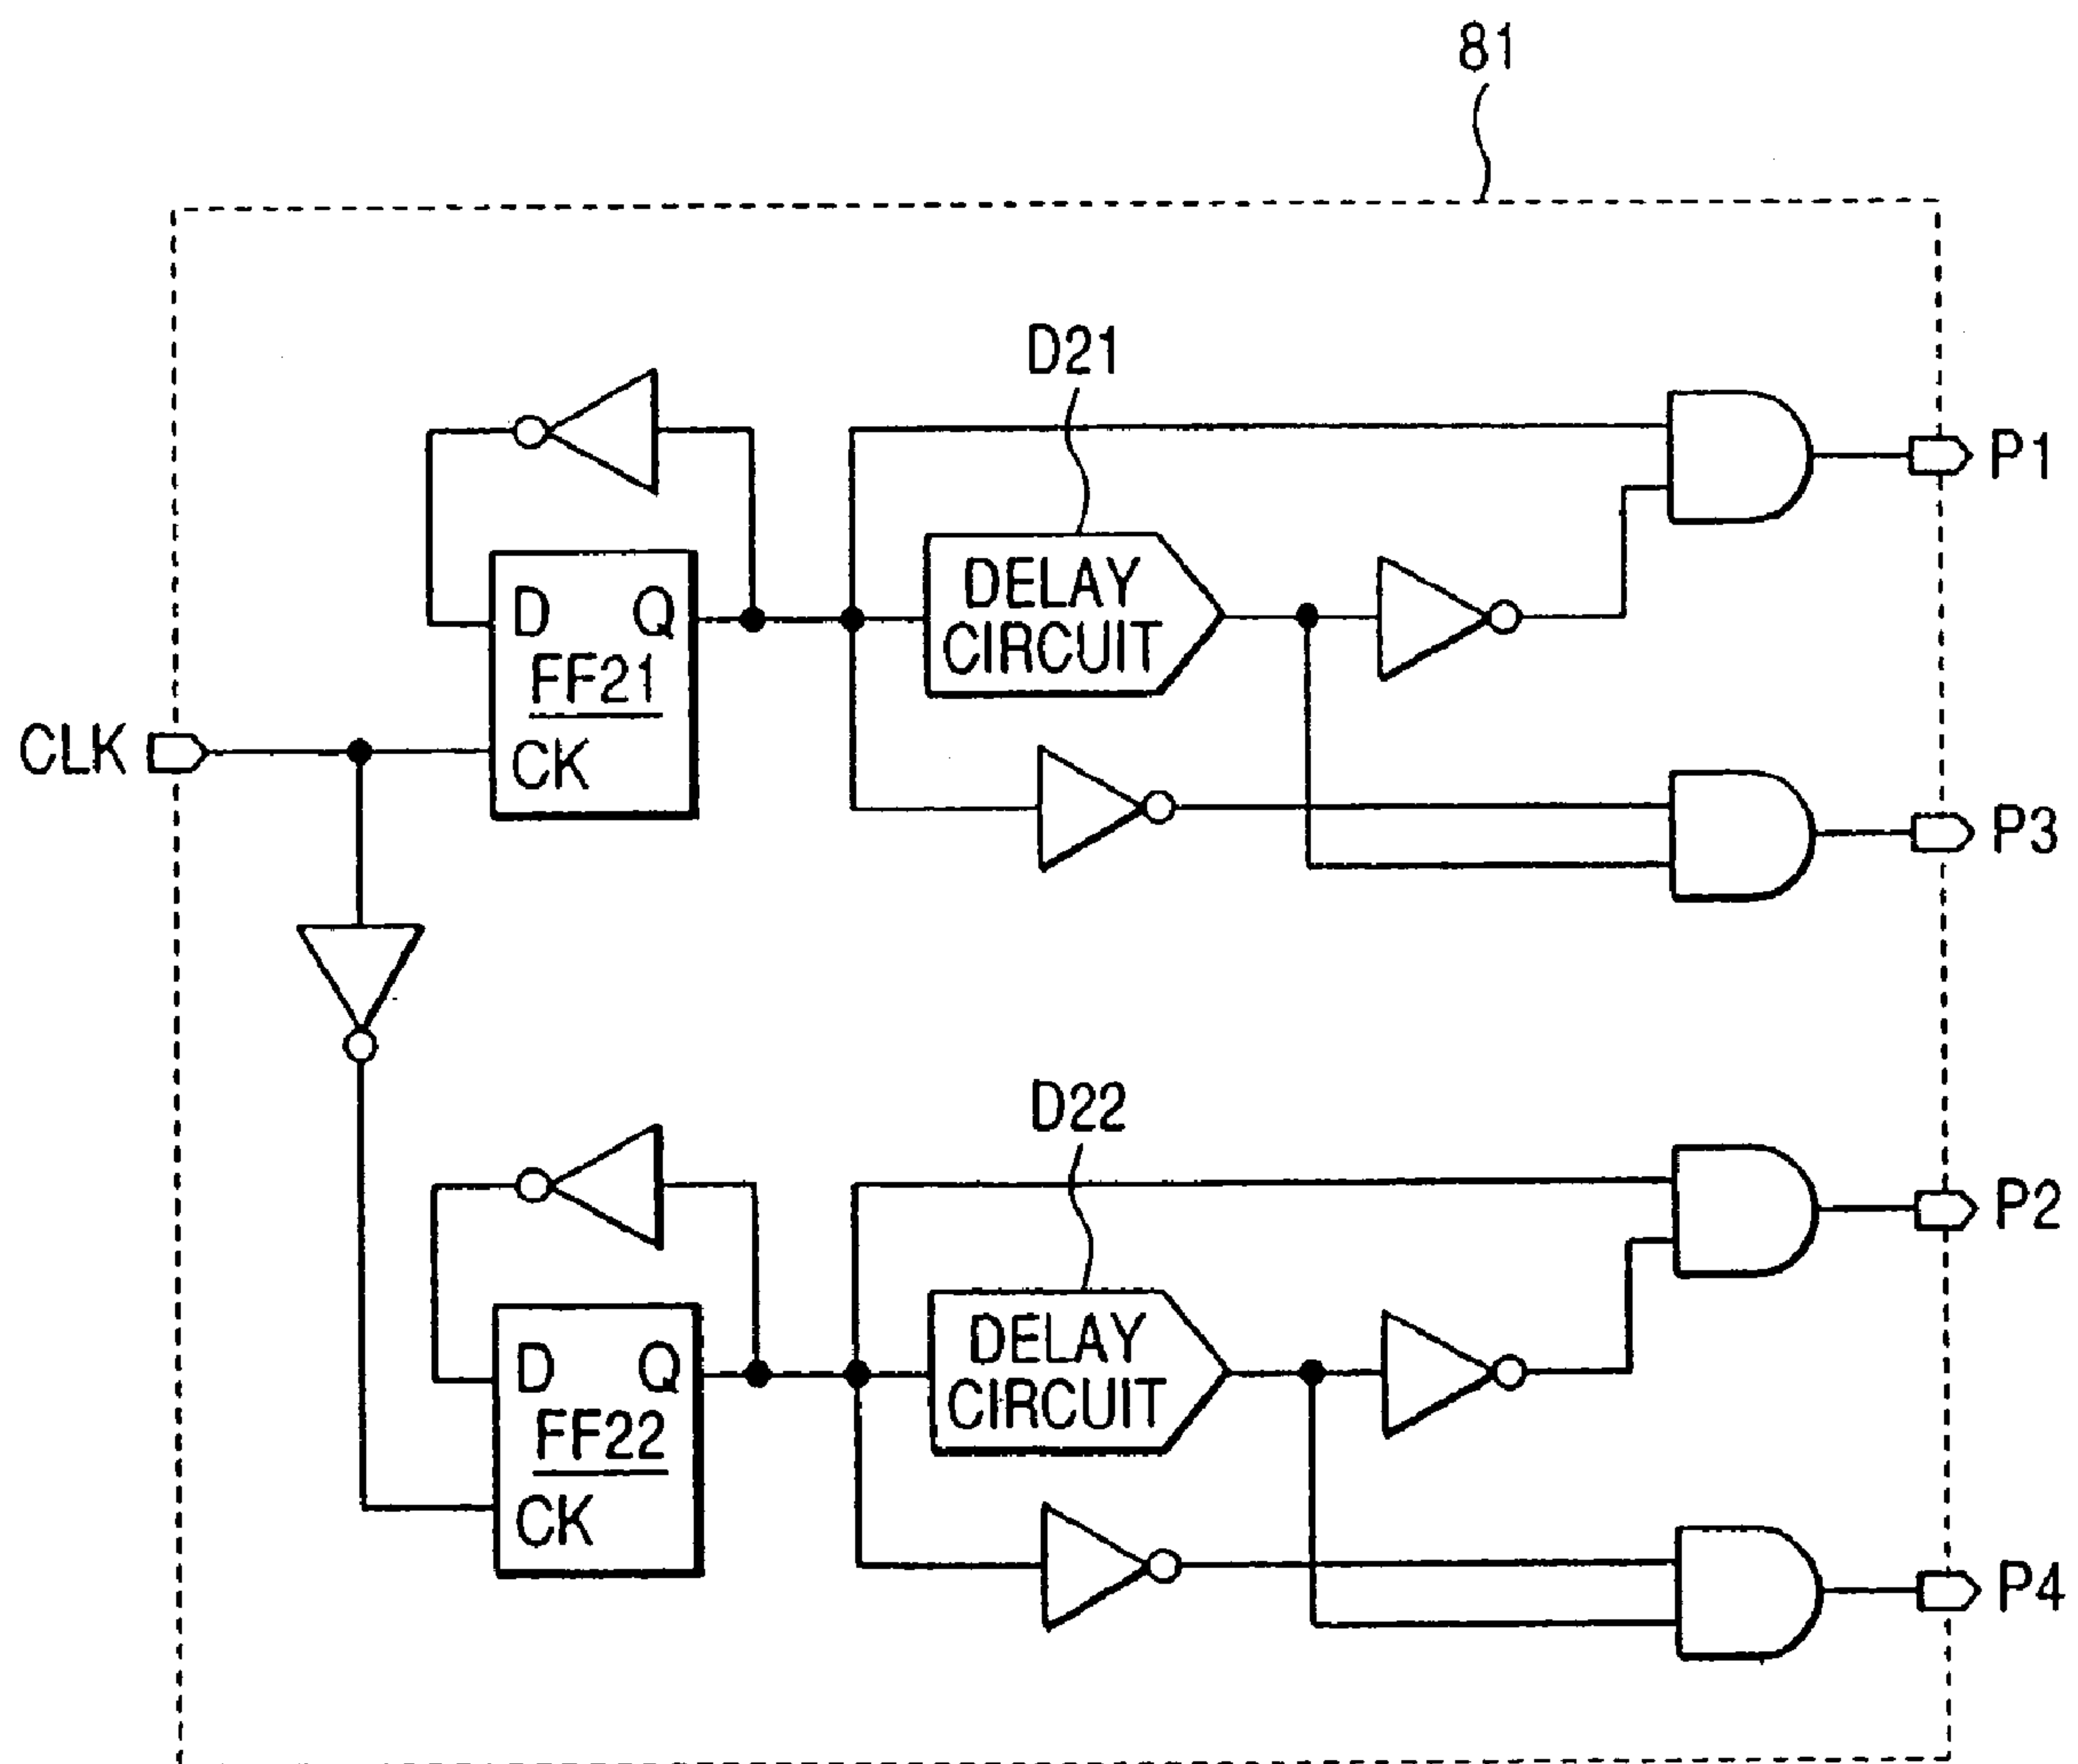 81
D21
P1
D Q
DELAY
CIRCUIT
FF21
CLK
CK
P3
D22
P2
D Q
DELAY
CIRCUIT
FF22
CK
P4